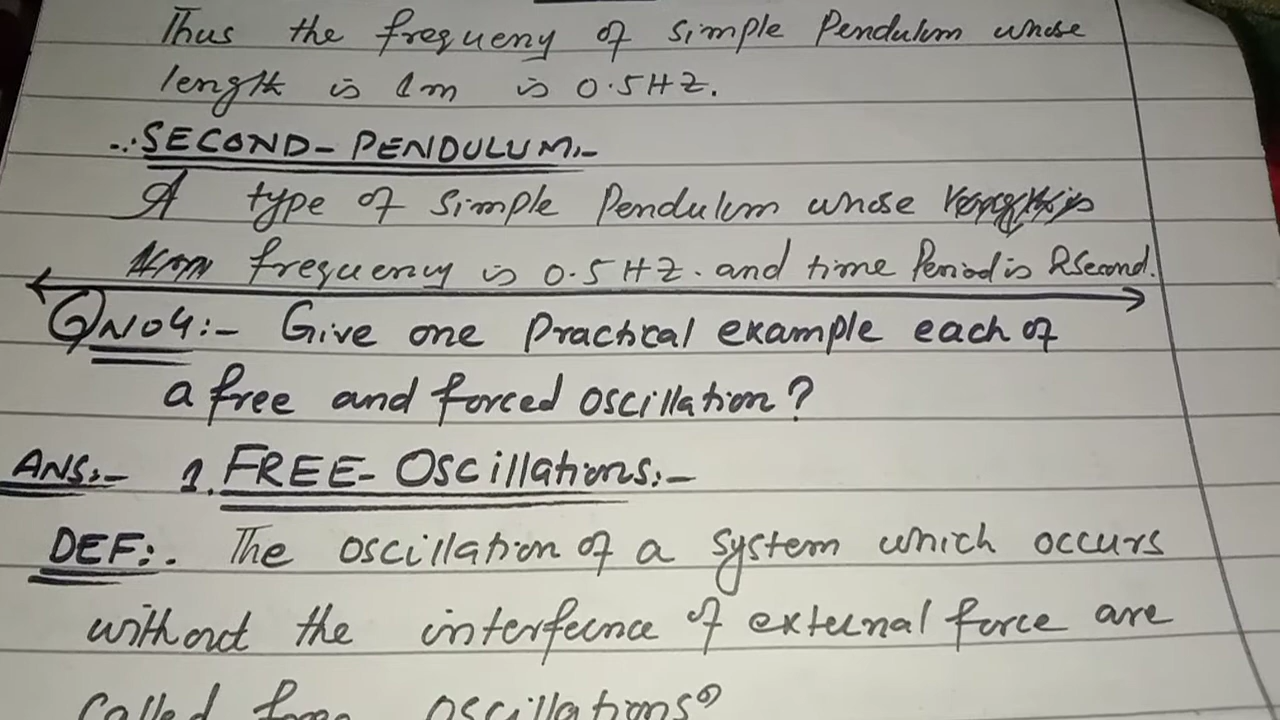 Thus the frequeny of simple Pendulum whose
length is 1m is 0.5HZ.
∴ SECOND-PENDULUM:-
A type of simple Pendulum whose
frequency is 0.5HZ. and time Period is 2Second.
QNO4:- Give one Practical example each of
a free and forced oscillation?
ANS:- 1. FREE-Oscillations:-
DEF:. The oscillation of a system which occurs
without the interfecnce of external force are
called free oscillations